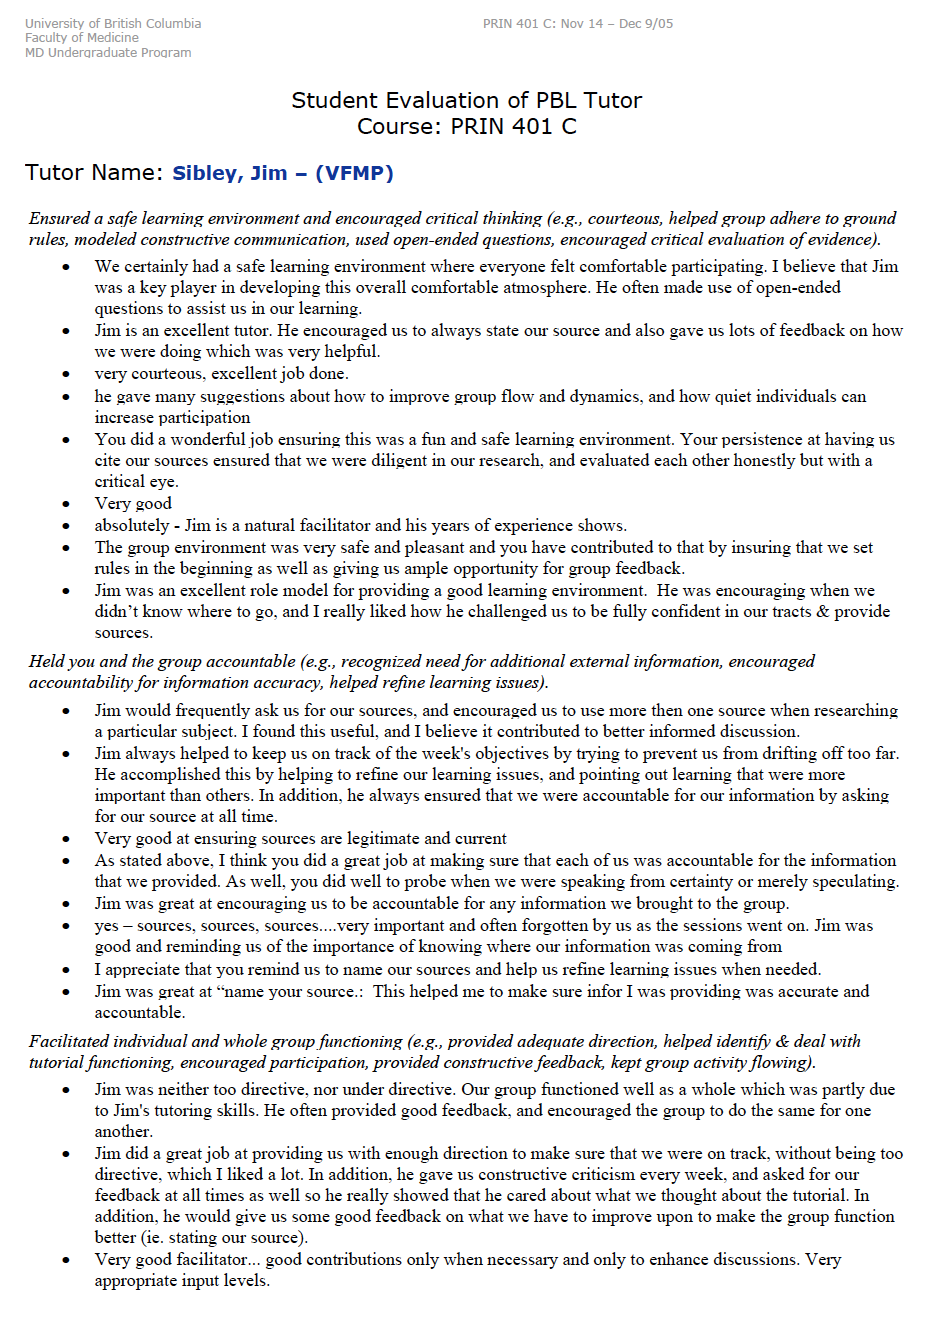 University of British Columbia
PRIN 401 C: Nov 14 – Dec 9/05
Faculty of Medicine
MD Undergraduate Program
Student Evaluation of PBL Tutor
Course: PRIN 401 C
Tutor Name: Sibley, Jim – (VFMP)
Ensured a safe learning environment and encouraged critical thinking (e.g., courteous, helped group adhere to ground
rules, modeled constructive communication, used open-ended questions, encouraged critical evaluation of evidence).
• We certainly had a safe learning environment where everyone felt comfortable participating. I believe that Jim
was a key player in developing this overall comfortable atmosphere. He often made use of open-ended
questions to assist us in our learning.
• Jim is an excellent tutor. He encouraged us to always state our source and also gave us lots of feedback on how
we were doing which was very helpful.
• very courteous, excellent job done.
• he gave many suggestions about how to improve group flow and dynamics, and how quiet individuals can
increase participation
• You did a wonderful job ensuring this was a fun and safe learning environment. Your persistence at having us
cite our sources ensured that we were diligent in our research, and evaluated each other honestly but with a
critical eye.
• Very good
• absolutely - Jim is a natural facilitator and his years of experience shows.
• The group environment was very safe and pleasant and you have contributed to that by insuring that we set
rules in the beginning as well as giving us ample opportunity for group feedback.
• Jim was an excellent role model for providing a good learning environment.  He was encouraging when we
didn’t know where to go, and I really liked how he challenged us to be fully confident in our tracts & provide
sources.
Held you and the group accountable (e.g., recognized need for additional external information, encouraged
accountability for information accuracy, helped refine learning issues).
• Jim would frequently ask us for our sources, and encouraged us to use more then one source when researching
a particular subject. I found this useful, and I believe it contributed to better informed discussion.
• Jim always helped to keep us on track of the week's objectives by trying to prevent us from drifting off too far.
He accomplished this by helping to refine our learning issues, and pointing out learning that were more
important than others. In addition, he always ensured that we were accountable for our information by asking
for our source at all time.
• Very good at ensuring sources are legitimate and current
• As stated above, I think you did a great job at making sure that each of us was accountable for the information
that we provided. As well, you did well to probe when we were speaking from certainty or merely speculating.
• Jim was great at encouraging us to be accountable for any information we brought to the group.
• yes – sources, sources, sources....very important and often forgotten by us as the sessions went on. Jim was
good and reminding us of the importance of knowing where our information was coming from
• I appreciate that you remind us to name our sources and help us refine learning issues when needed.
• Jim was great at “name your source.:  This helped me to make sure infor I was providing was accurate and
accountable.
Facilitated individual and whole group functioning (e.g., provided adequate direction, helped identify & deal with
tutorial functioning, encouraged participation, provided constructive feedback, kept group activity flowing).
• Jim was neither too directive, nor under directive. Our group functioned well as a whole which was partly due
to Jim's tutoring skills. He often provided good feedback, and encouraged the group to do the same for one
another.
• Jim did a great job at providing us with enough direction to make sure that we were on track, without being too
directive, which I liked a lot. In addition, he gave us constructive criticism every week, and asked for our
feedback at all times as well so he really showed that he cared about what we thought about the tutorial. In
addition, he would give us some good feedback on what we have to improve upon to make the group function
better (ie. stating our source).
• Very good facilitator... good contributions only when necessary and only to enhance discussions. Very
appropriate input levels.